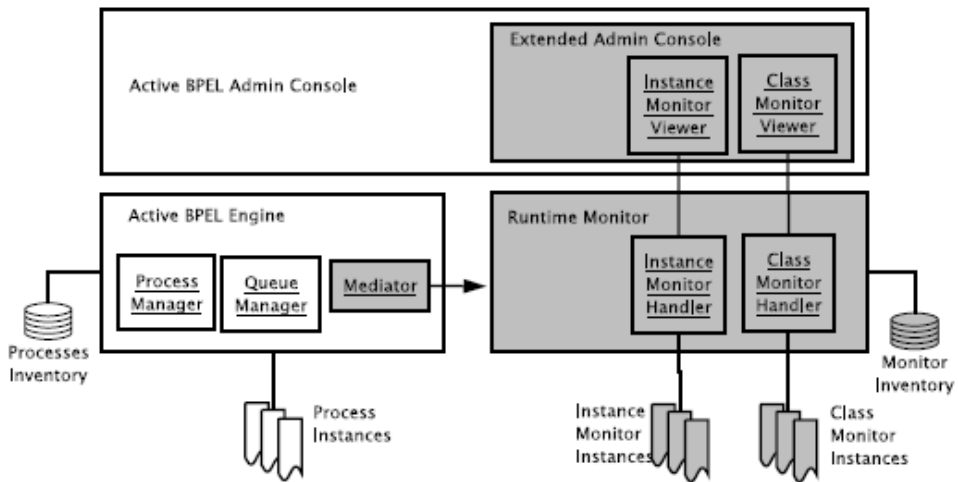 Extended Admin Console
Active BPEL Admin Console
Instance
Monitor
Viewer
Class
Monitor
Viewer
Active BPEL Engine
Process
Manager
Queue
Manager
Mediator
Runtime Monitor
Instance
Monitor
Handler
Class
Monitor
Handler
Processes
Inventory
Monitor
Inventory
Process
Instances
Instance
Monitor
Instances
Class
Monitor
Instances